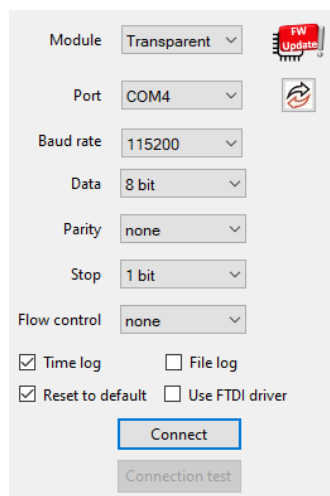 Module Transparent FW Update
Port COM4
Baud rate 115200
Data 8 bit
Parity none
Stop 1 bit
Flow control none
Time log File log
Reset to default Use FTDI driver
Connect
Connection test